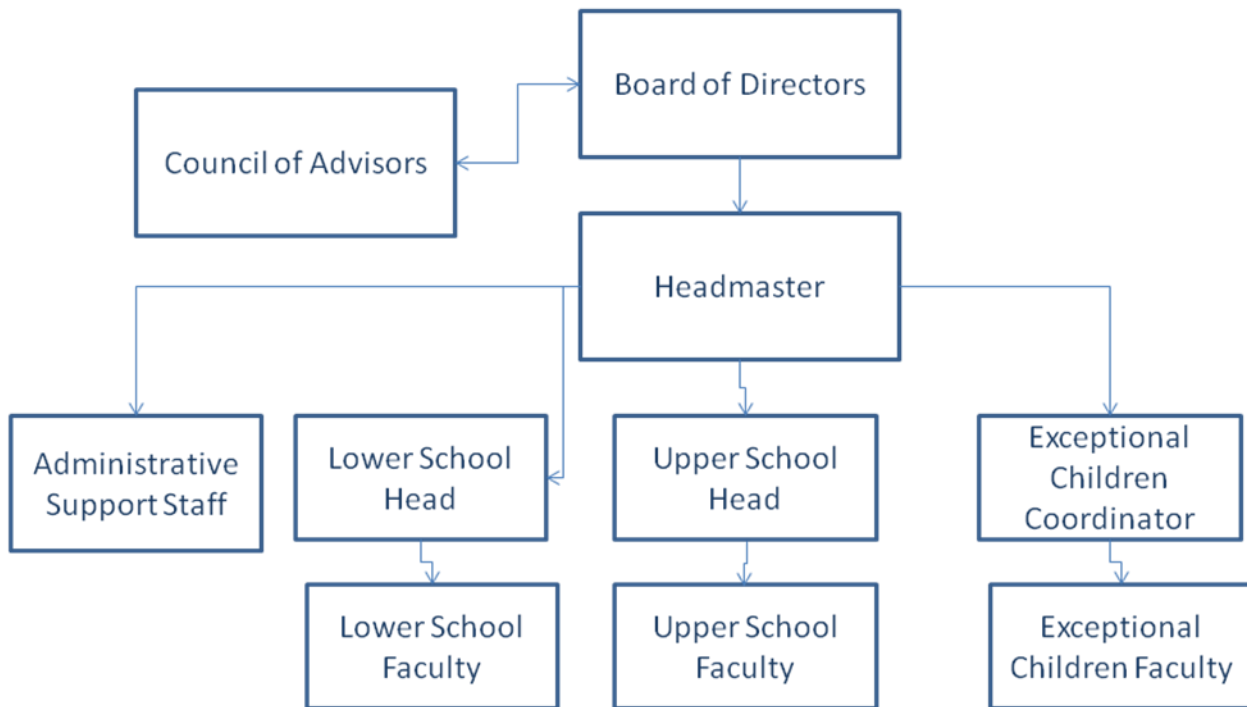 Board of Directors
Council of Advisors
Headmaster
Administrative
Support Staff
Lower School
Head
Upper School
Head
Exceptional
Children
Coordinator
Lower School
Faculty
Upper School
Faculty
Exceptional
Children Faculty